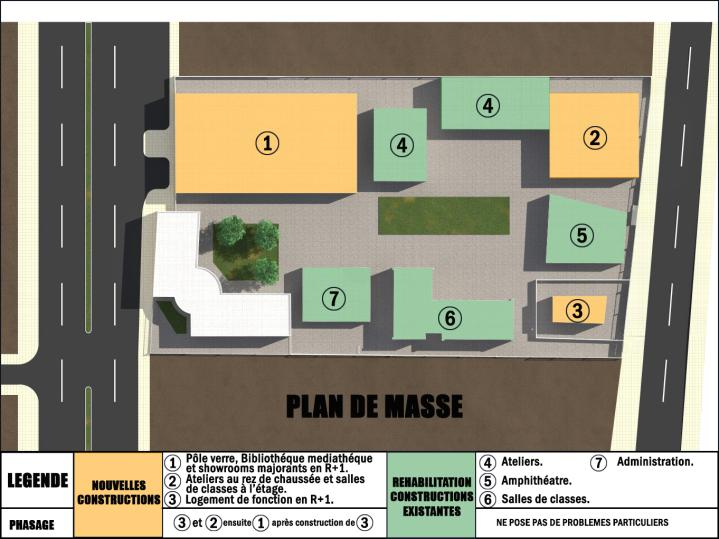 1
4
4
2
5
7
6
3
PLAN DE MASSE
LEGENDE
NOUVELLES
CONSTRUCTIONS
1 Pôle verre, Bibliothéque mediathéque
et showrooms majorants en R+1.
2 Ateliers au rez de chaussée et salles
de classes à l'étage.
3 Logement de fonction en R+1.
REHABILITATION
CONSTRUCTIONS
EXISTANTES
4 Ateliers.
7 Administration.
5 Amphithéatre.
6 Salles de classes.
PHASAGE
3 et 2 ensuite 1 après construction de 3
NE POSE PAS DE PROBLEMES PARTICULIERS